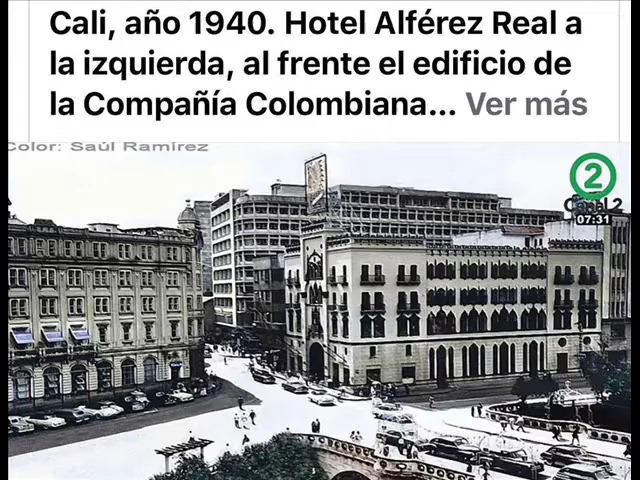 Cali, año 1940. Hotel Alférez Real a
la izquierda, al frente el edificio de
la Compañía Colombiana... Ver más
Color: Saúl Ramírez
2
Canal 2
07:31